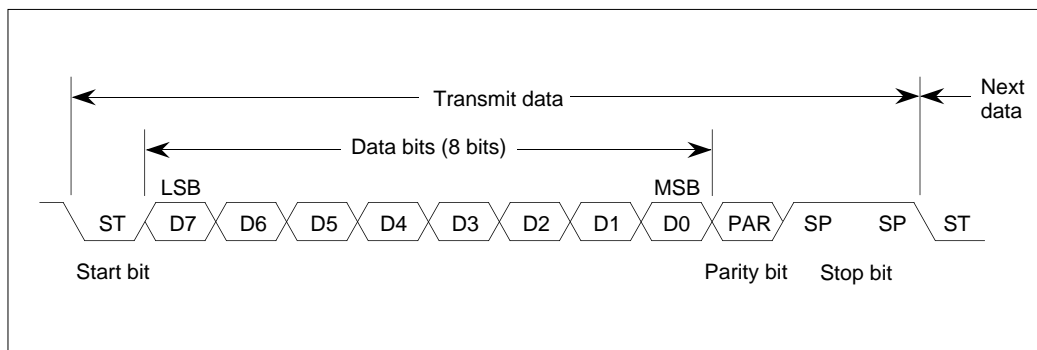 Transmit data
Next
data
Data bits (8 bits)
LSB
MSB
ST D7 D6 D5 D4 D3 D2 D1 D0 PAR SP SP ST
Start bit
Parity bit
Stop bit